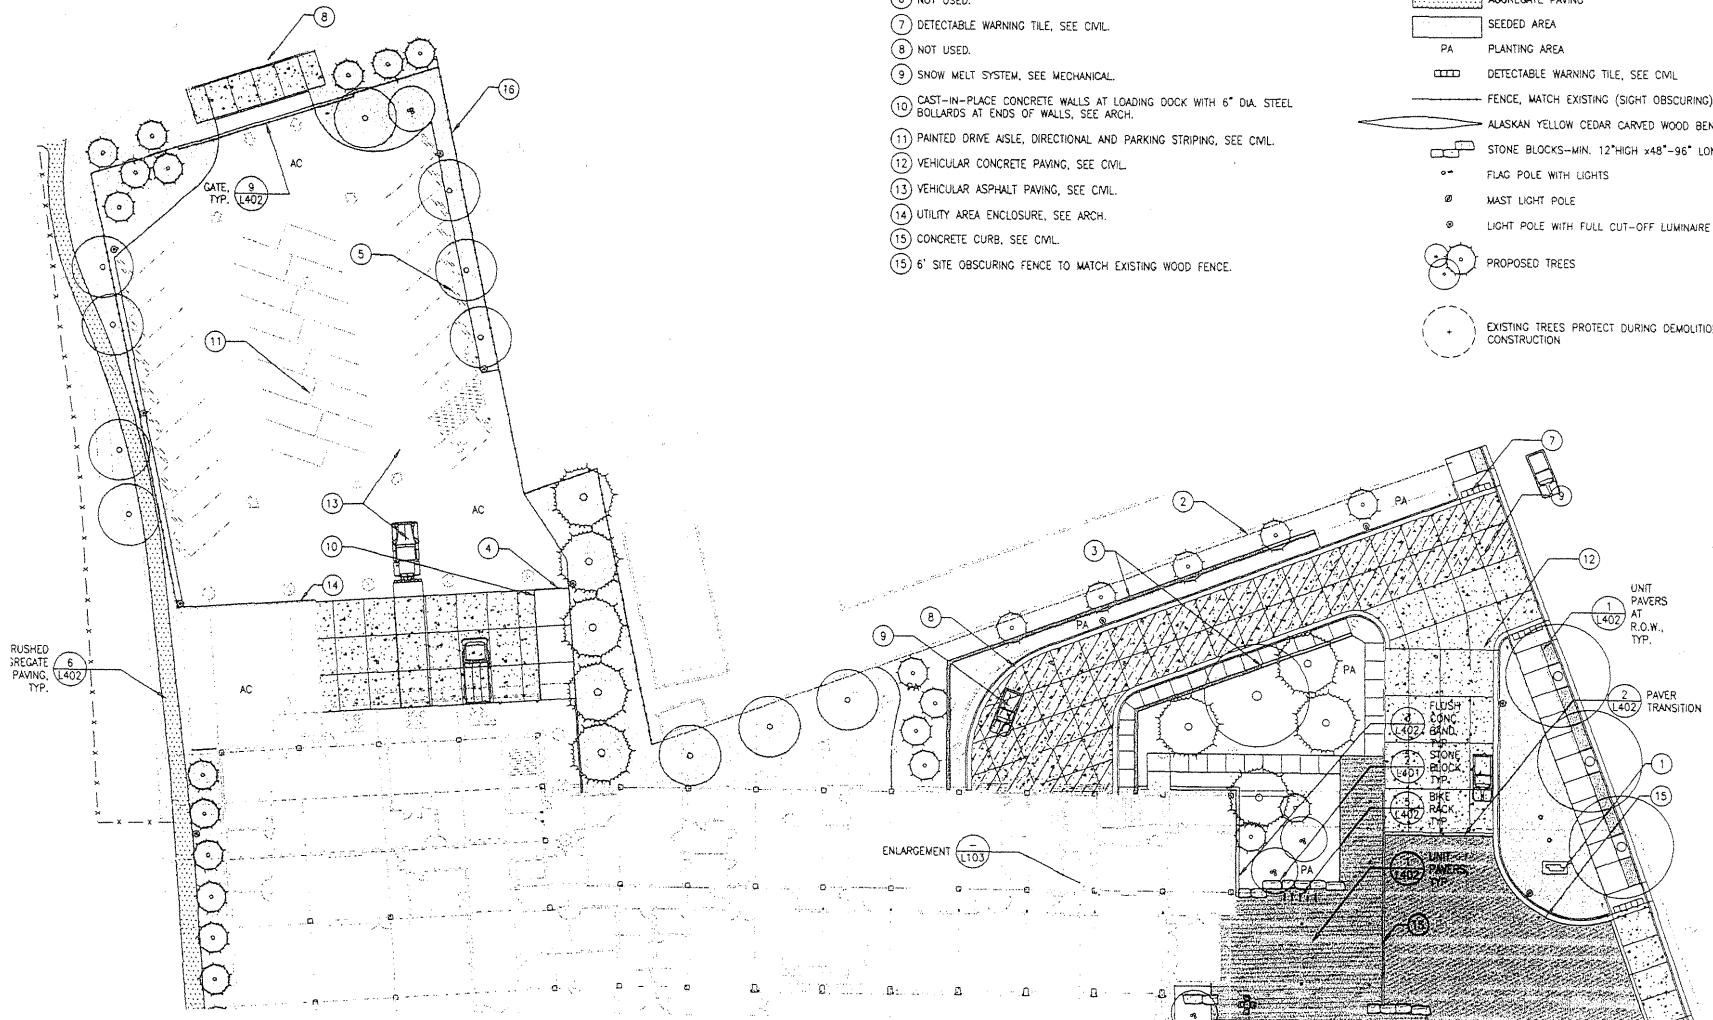 6 NOT USED.
7 DETECTABLE WARNING TILE, SEE CIVIL.
8 NOT USED.
9 SNOW MELT SYSTEM, SEE MECHANICAL.
10 CAST-IN-PLACE CONCRETE WALLS AT LOADING DOCK WITH 6" DIA. STEEL
BOLLARDS AT ENDS OF WALLS, SEE ARCH.
11 PAINTED DRIVE AISLE, DIRECTIONAL AND PARKING STRIPING, SEE CIVIL.
12 VEHICULAR CONCRETE PAVING, SEE CIVIL.
13 VEHICULAR ASPHALT PAVING, SEE CIVIL.
14 UTILITY AREA ENCLOSURE, SEE ARCH.
15 CONCRETE CURB, SEE CIVIL.
15 6' SITE OBSCURING FENCE TO MATCH EXISTING WOOD FENCE.
AGGREGATE PAVING
SEEDED AREA
PA PLANTING AREA
DETECTABLE WARNING TILE, SEE CIVIL
FENCE, MATCH EXISTING (SIGHT OBSCURING)
ALASKAN YELLOW CEDAR CARVED WOOD BEN
STONE BLOCKS-MIN. 12"HIGH x48"-96" LON
FLAG POLE WITH LIGHTS
MAST LIGHT POLE
LIGHT POLE WITH FULL CUT-OFF LUMINAIRE
PROPOSED TREES
EXISTING TREES PROTECT DURING DEMOLITIO
CONSTRUCTION
8
16
AC
GATE,
TYP.
9
L402
5
11
13
AC
10
4
14
RUSHED
GREGATE
PAVING,
TYP.
6
L402
AC
7
2
PA
9
3
12
UNIT
PAVERS
AT
R.O.W.,
TYP.
1
L402
8
PA
9
PA
PA
2
L402
PAVER
TRANSITION
FLUSH
CONC
BAND,
TYP.
L402
STONE
BLOCK,
TYP.
L401
BIKE
RACK,
TYP.
5
L402
1
15
ENLARGEMENT
-
L103
UNIT
PAVERS,
TYP.
1
L402
PA